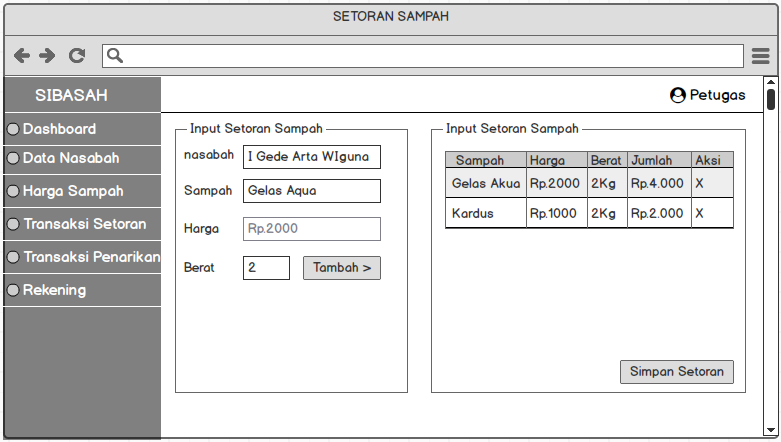 SETORAN SAMPAH
SIBASAH
Petugas
Dashboard
Data Nasabah
Harga Sampah
Transaksi Setoran
Transaksi Penarikan
Rekening
Input Setoran Sampah
nasabah I Gede Arta WIguna
Sampah Gelas Aqua
Harga Rp.2000
Berat 2 Tambah >
Input Setoran Sampah
Sampah Harga Berat Jumlah Aksi
Gelas Akua Rp.2000 2Kg Rp.4.000 X
Kardus Rp.1000 2Kg Rp.2.000 X
Simpan Setoran